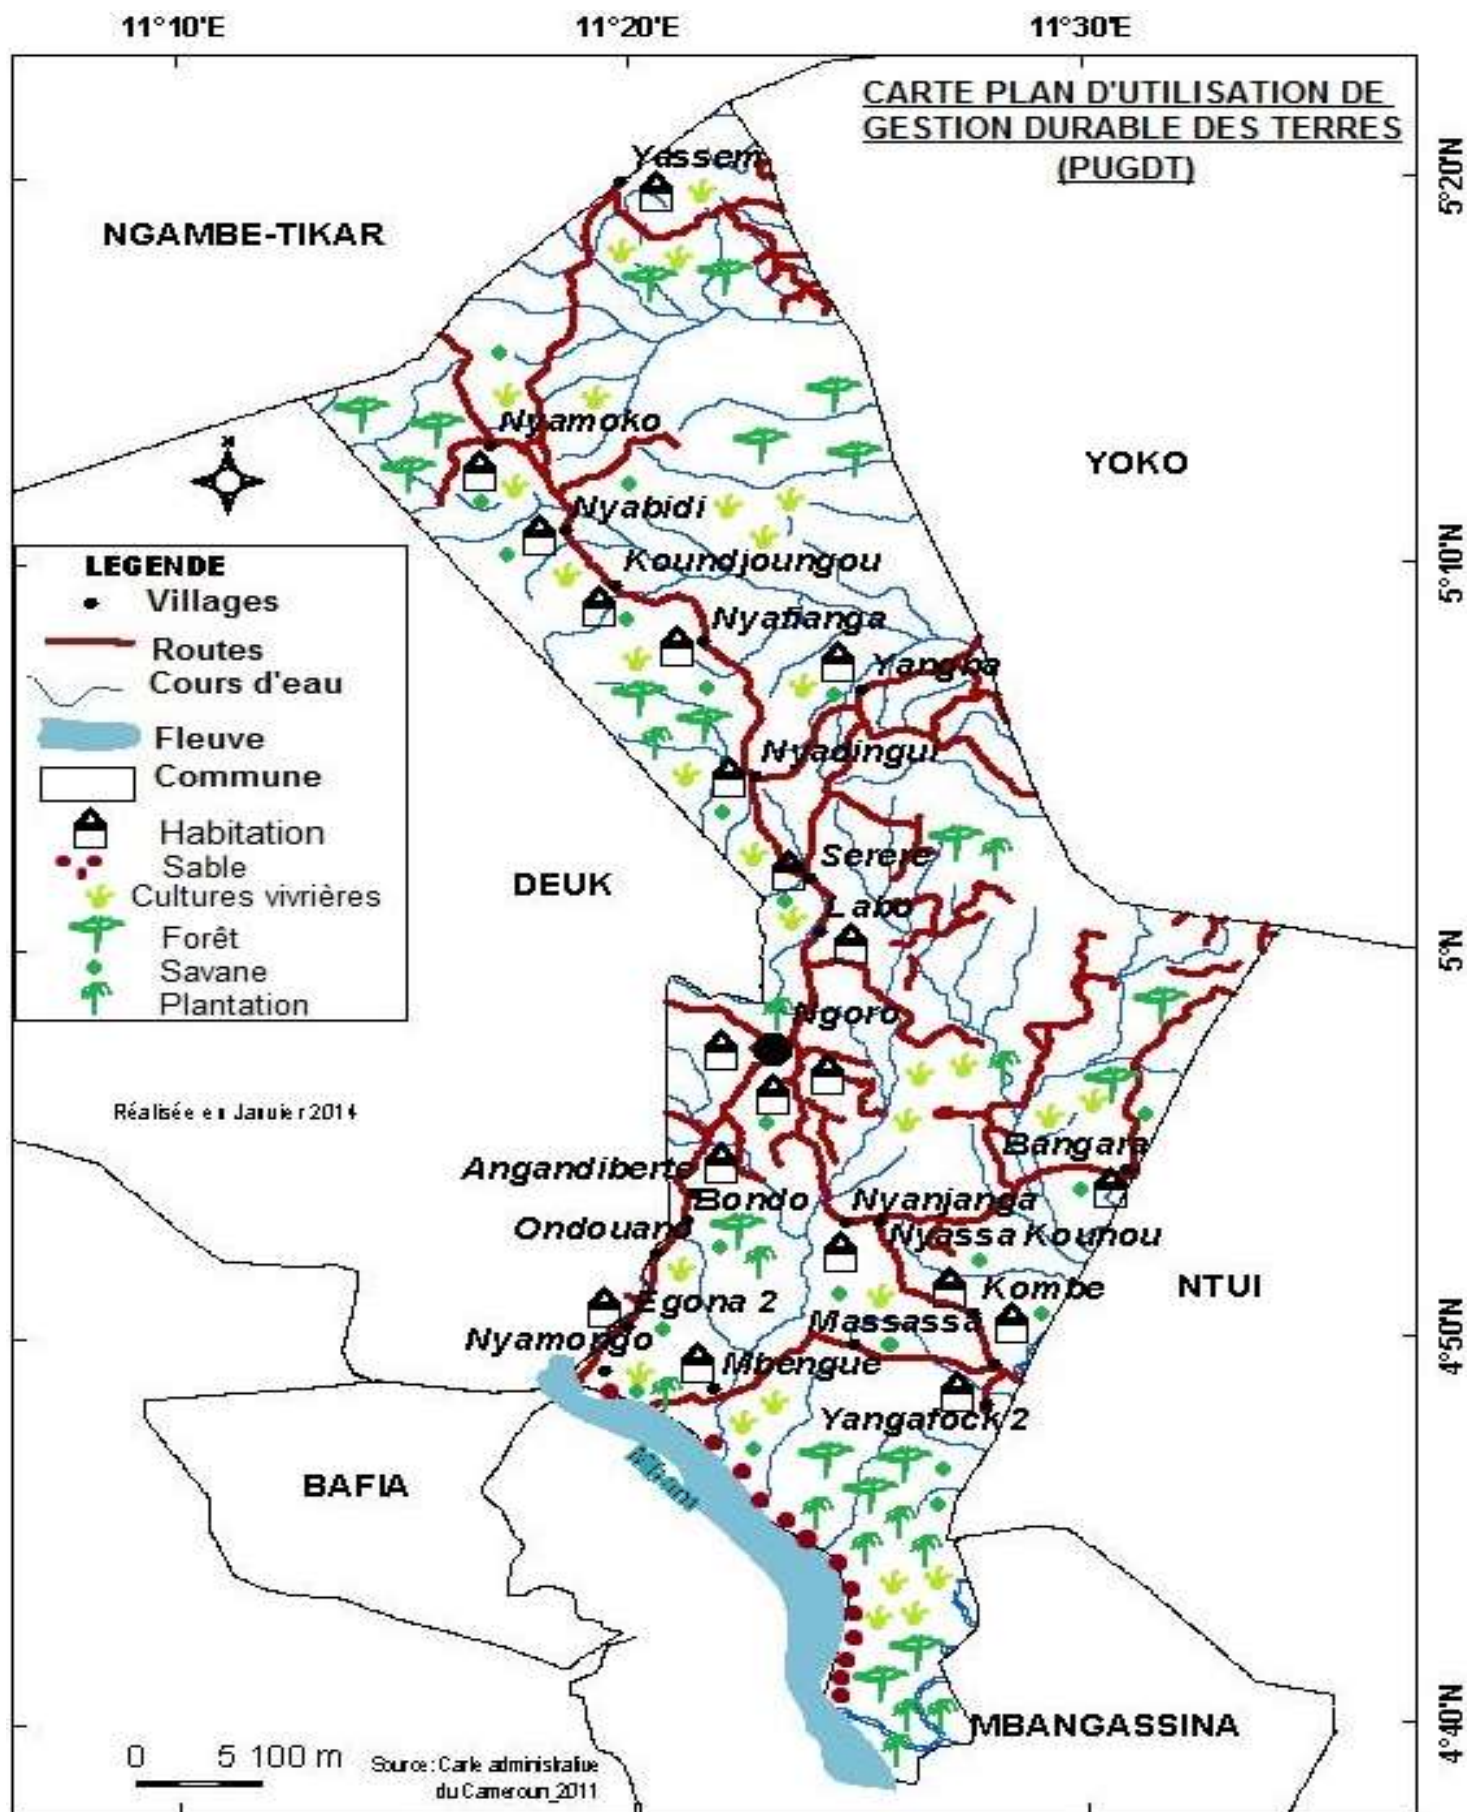 11°10'E
11°20'E
11°30'E
CARTE PLAN D'UTILISATION DE
GESTION DURABLE DES TERRES
(PUGDT)
5°20'N
Yassem
NGAMBE-TIKAR
Nyamoko
YOKO
N
Nyabidi
5°10'N
Koundjoungou
LEGENDE
Villages
Routes
Cours d'eau
Fleuve
Commune
Habitation
Sable
Cultures vivrières
Forêt
Savane
Plantation
Nyafianga
Yangba
Nyadingui
Serere
DEUK
Labo
5°N
Ngoro
Réalisée en Janvier 2014
Bangara
Angandiberte
Bondo
Nyanjanga
Ondouano
Nyassa Kounou
NTUI
Kombe
Egona 2
Massassa
4°50'N
Nyamongo
Mbengue
Yangafock 2
BAFIA
Mbam
MBANGASSINA
4°40'N
0 5 100 m
Source: Carte administrative
du Cameroun_2011